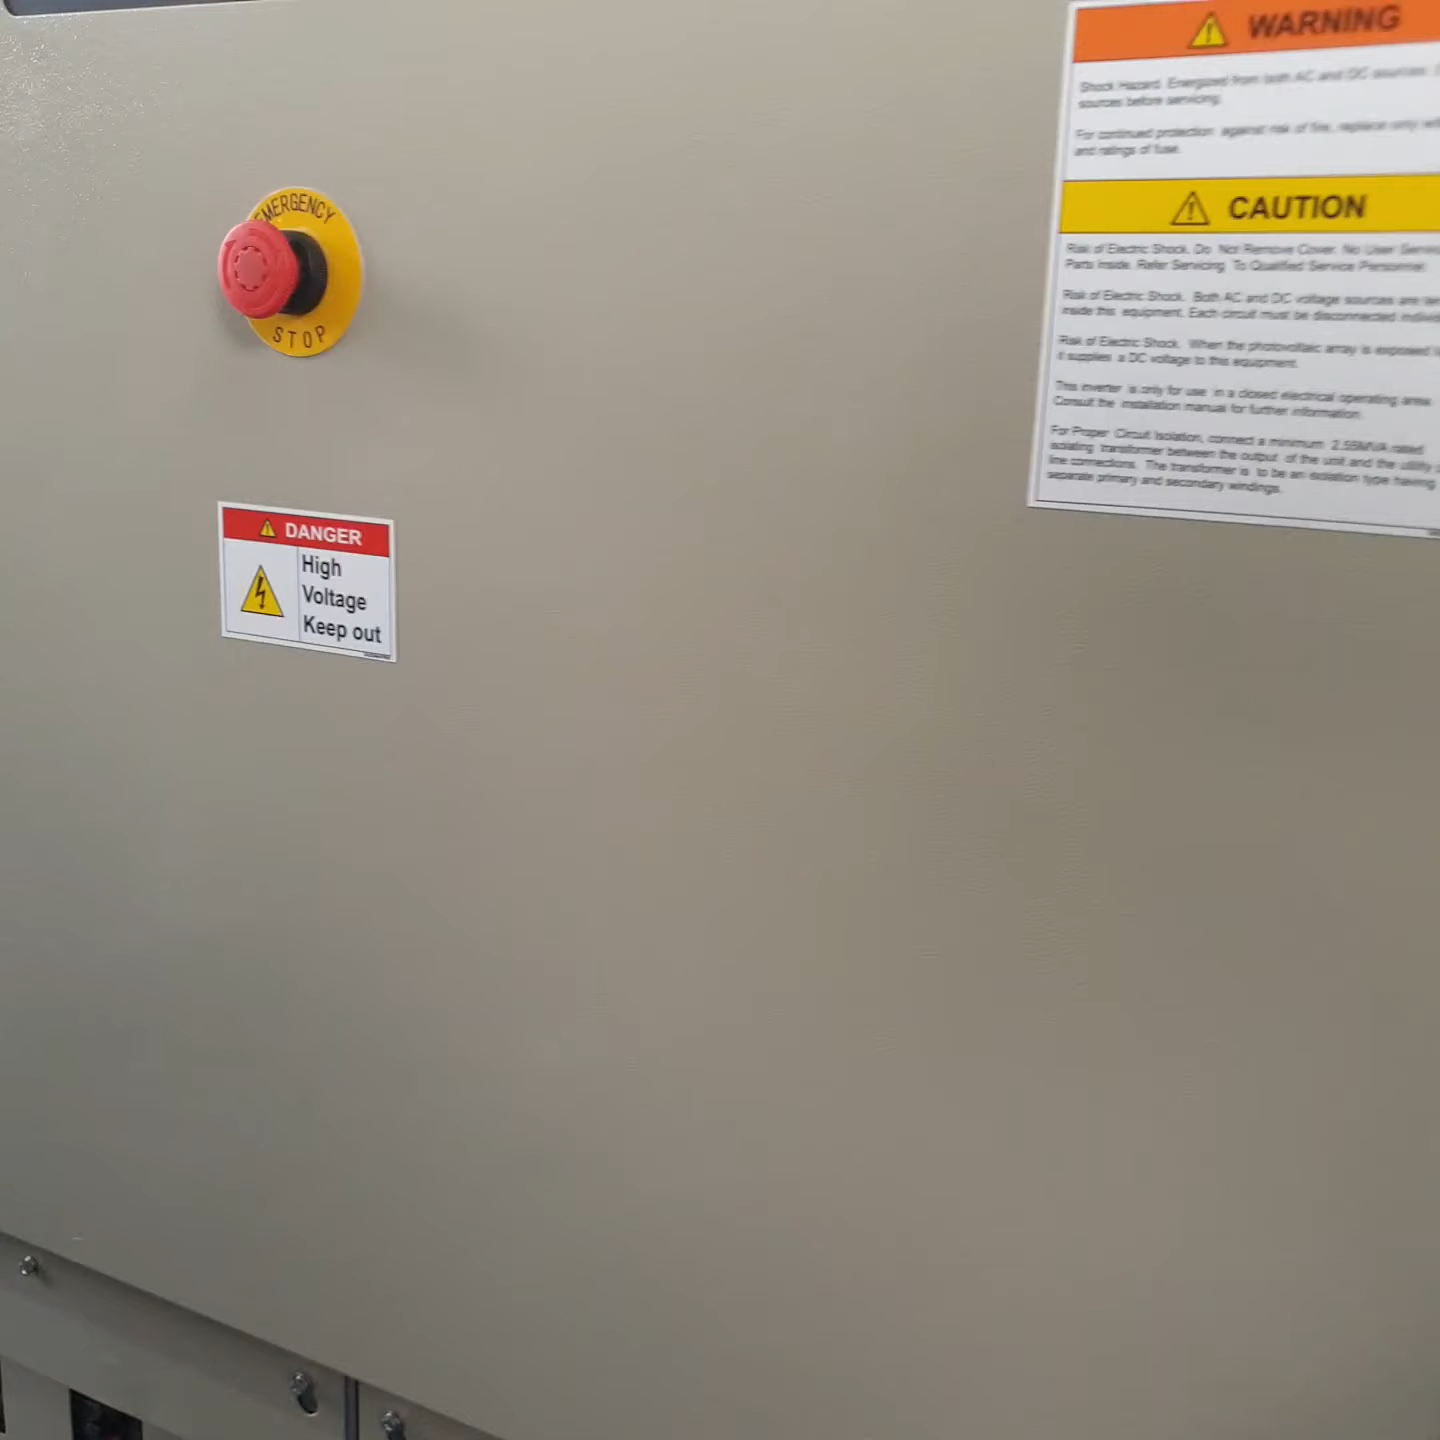 EMERGENCY
STOP
DANGER
High
Voltage
Keep out
WARNING
Shock Hazard. Energized from both AC and DC sources.
sources before servicing.
For continued protection against risk of fire, replace only
and ratings of fuse.
CAUTION
Risk of Electric Shock. Do Not Remove Cover. No User
Parts Inside. Refer Servicing To Qualified Service Personnel.
Risk of Electric Shock. Both AC and DC voltage sources are
inside this equipment. Each circuit must be disconnected
Risk of Electric Shock. When the photovoltaic array is exposed
it supplies a DC voltage to this equipment.
This inverter is only for use in a closed electrical operating area.
Consult the installation manual for further information.
For Proper Circuit Isolation, connect a minimum 2.55MVA rated
isolating transformer between the output of the unit and the utility
line connections. The transformer is to be an isolation type having
separate primary and secondary windings.